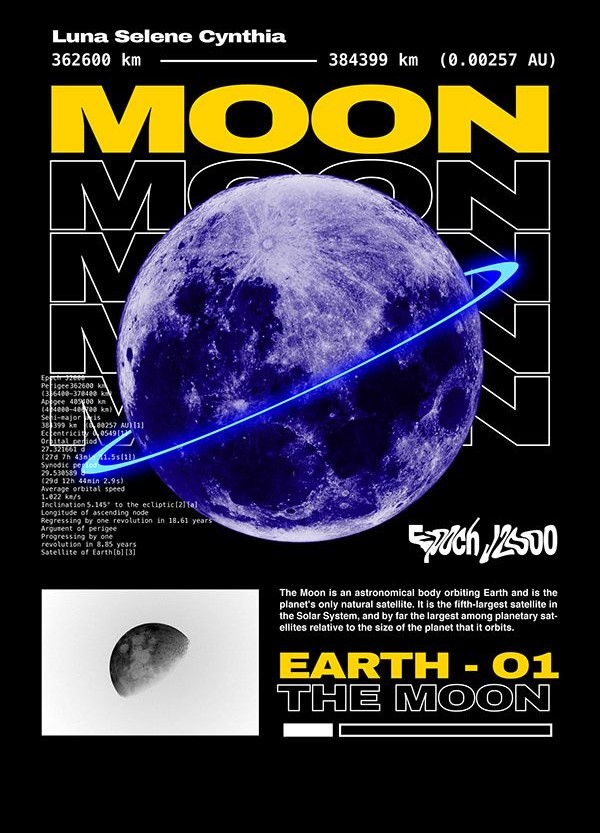 Luna Selene Cynthia
362600 km 384399 km (0.00257 AU)
MOON
MOON
M N
M N
M N
Epoch J2000
Perigee362600 km
(356400-370400 km)
Apogee 405400 km
(404000-406700 km)
Semi-major axis
384399 km (0.00257 AU)[1]
Eccentricity 0.0549[1]
Orbital period
27.321661 d
(27d 7h 43min 11.5s[1])
Synodic period
29.530589 d
(29d 12h 44min 2.9s)
Average orbital speed
1.022 km/s
Inclination 5.145° to the ecliptic[2][a]
Longitude of ascending node
Regressing by one revolution in 18.61 years
Argument of perigee
Progressing by one
revolution in 8.85 years
Satellite of Earth[b][3]
Epoch J2500
The Moon is an astronomical body orbiting Earth and is the
planet's only natural satellite. It is the fifth-largest satellite in
the Solar System, and by far the largest among planetary sat-
ellites relative to the size of the planet that it orbits.
EARTH - 01
THE MOON